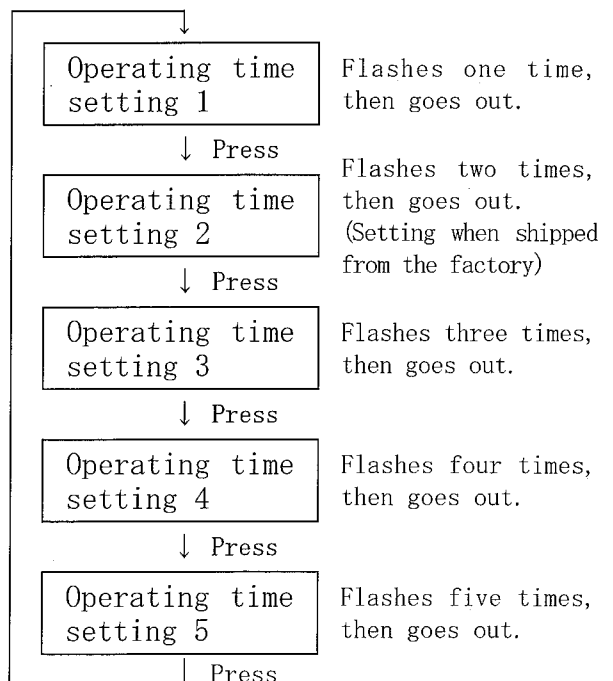 Operating time
setting 1
Flashes one time,
then goes out.
↓ Press
Operating time
setting 2
Flashes two times,
then goes out.
(Setting when shipped
from the factory)
↓ Press
Operating time
setting 3
Flashes three times,
then goes out.
↓ Press
Operating time
setting 4
Flashes four times,
then goes out.
↓ Press
Operating time
setting 5
Flashes five times,
then goes out.
Press